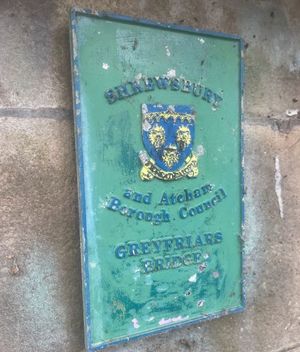 SHREWSBURY
and Atcham
Borough Council
GREYFRIARS
BRIDGE